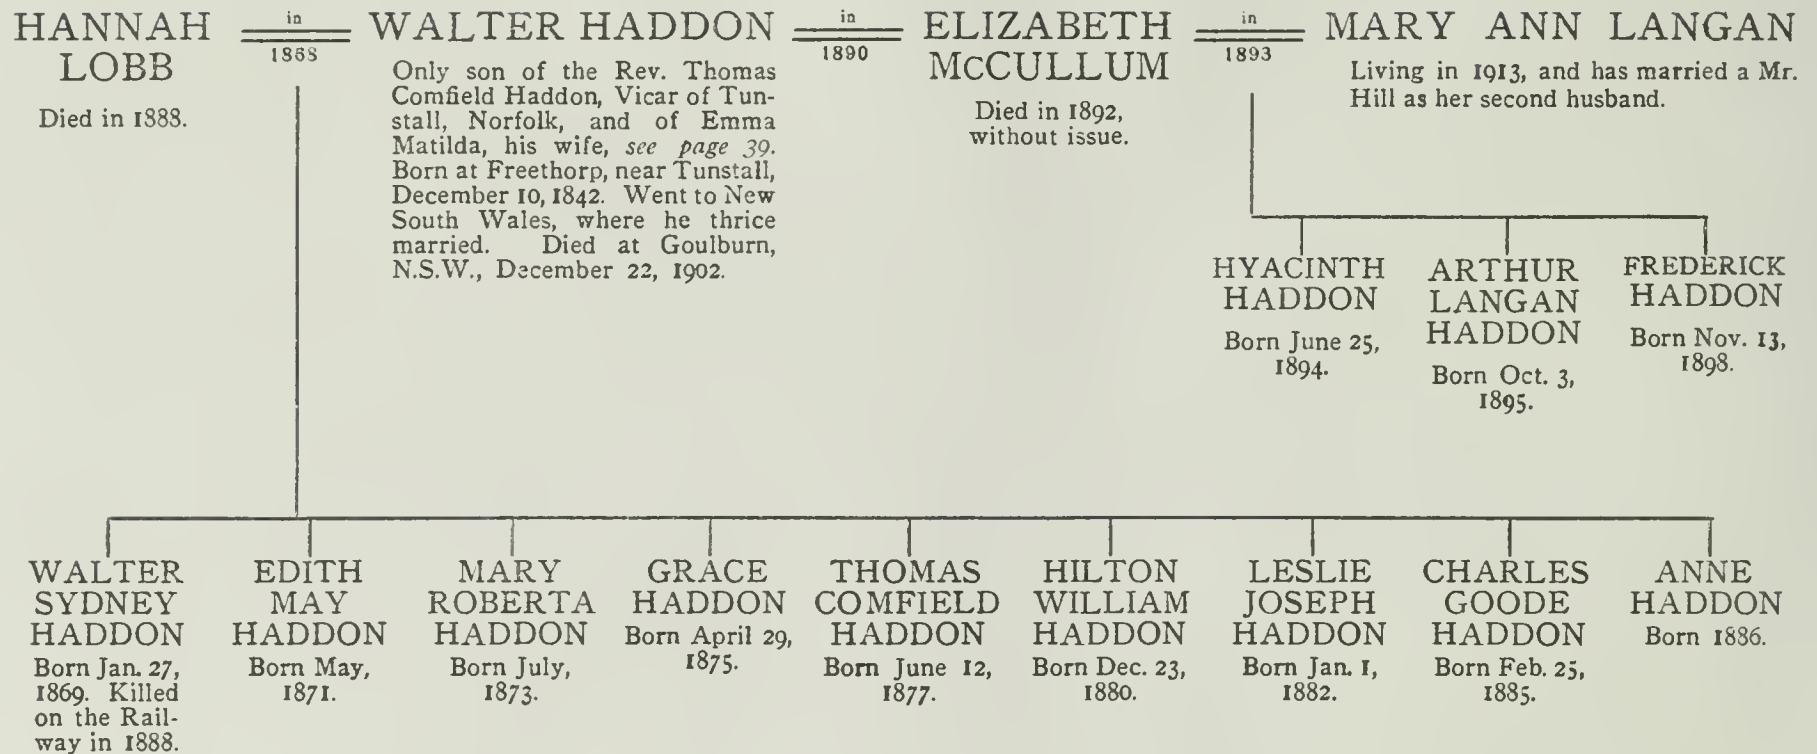 HANNAH
LOBB
Died in 1888.
in
1868
WALTER HADDON
Only son of the Rev. Thomas
Comfield Haddon, Vicar of Tun-
stall, Norfolk, and of Emma
Matilda, his wife, see page 39.
Born at Freethorp, near Tunstall,
December 10, 1842. Went to New
South Wales, where he thrice
married. Died at Goulburn,
N.S.W., December 22, 1902.
in
1890
ELIZABETH
McCULLUM
Died in 1892,
without issue.
in
1893
MARY ANN LANGAN
Living in 1913, and has married a Mr.
Hill as her second husband.
HYACINTH
HADDON
Born June 25,
1894.
ARTHUR
LANGAN
HADDON
Born Oct. 3,
1895.
FREDERICK
HADDON
Born Nov. 13,
1898.
WALTER
SYDNEY
HADDON
Born Jan. 27,
1869. Killed
on the Rail-
way in 1888.
EDITH
MAY
HADDON
Born May,
1871.
MARY
ROBERTA
HADDON
Born July,
1873.
GRACE
HADDON
Born April 29,
1875.
THOMAS
COMFIELD
HADDON
Born June 12,
1877.
HILTON
WILLIAM
HADDON
Born Dec. 23,
1880.
LESLIE
JOSEPH
HADDON
Born Jan. 1,
1882.
CHARLES
GOODE
HADDON
Born Feb. 25,
1885.
ANNE
HADDON
Born 1886.